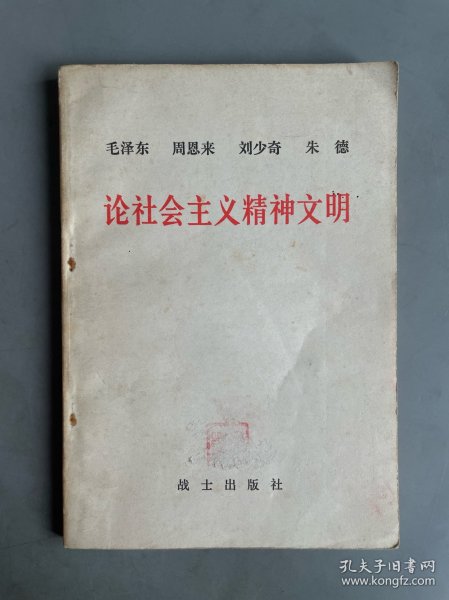 毛泽东 周恩来 刘少奇 朱德
论社会主义精神文明
战士出版社
孔夫子旧书网
www.kongfz.com